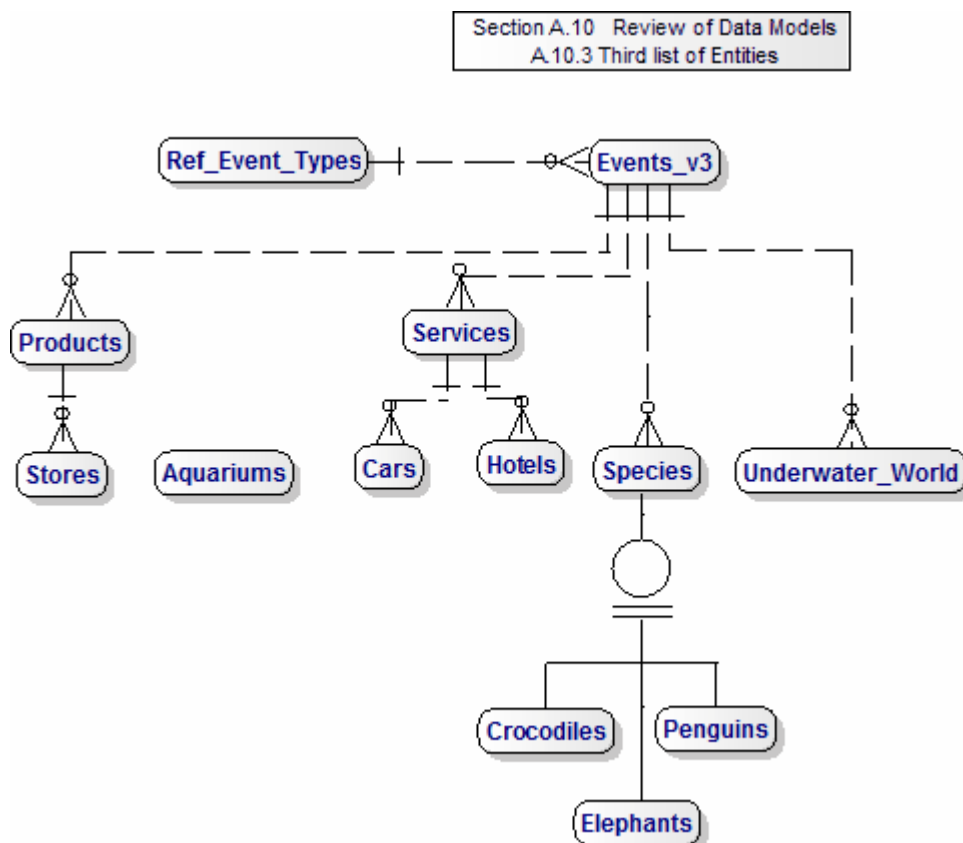 Section A.10 Review of Data Models
A.10.3 Third list of Entities
Ref_Event_Types
Events_v3
Products
Services
Stores
Aquariums
Cars
Hotels
Species
Underwater_World
Crocodiles
Penguins
Elephants